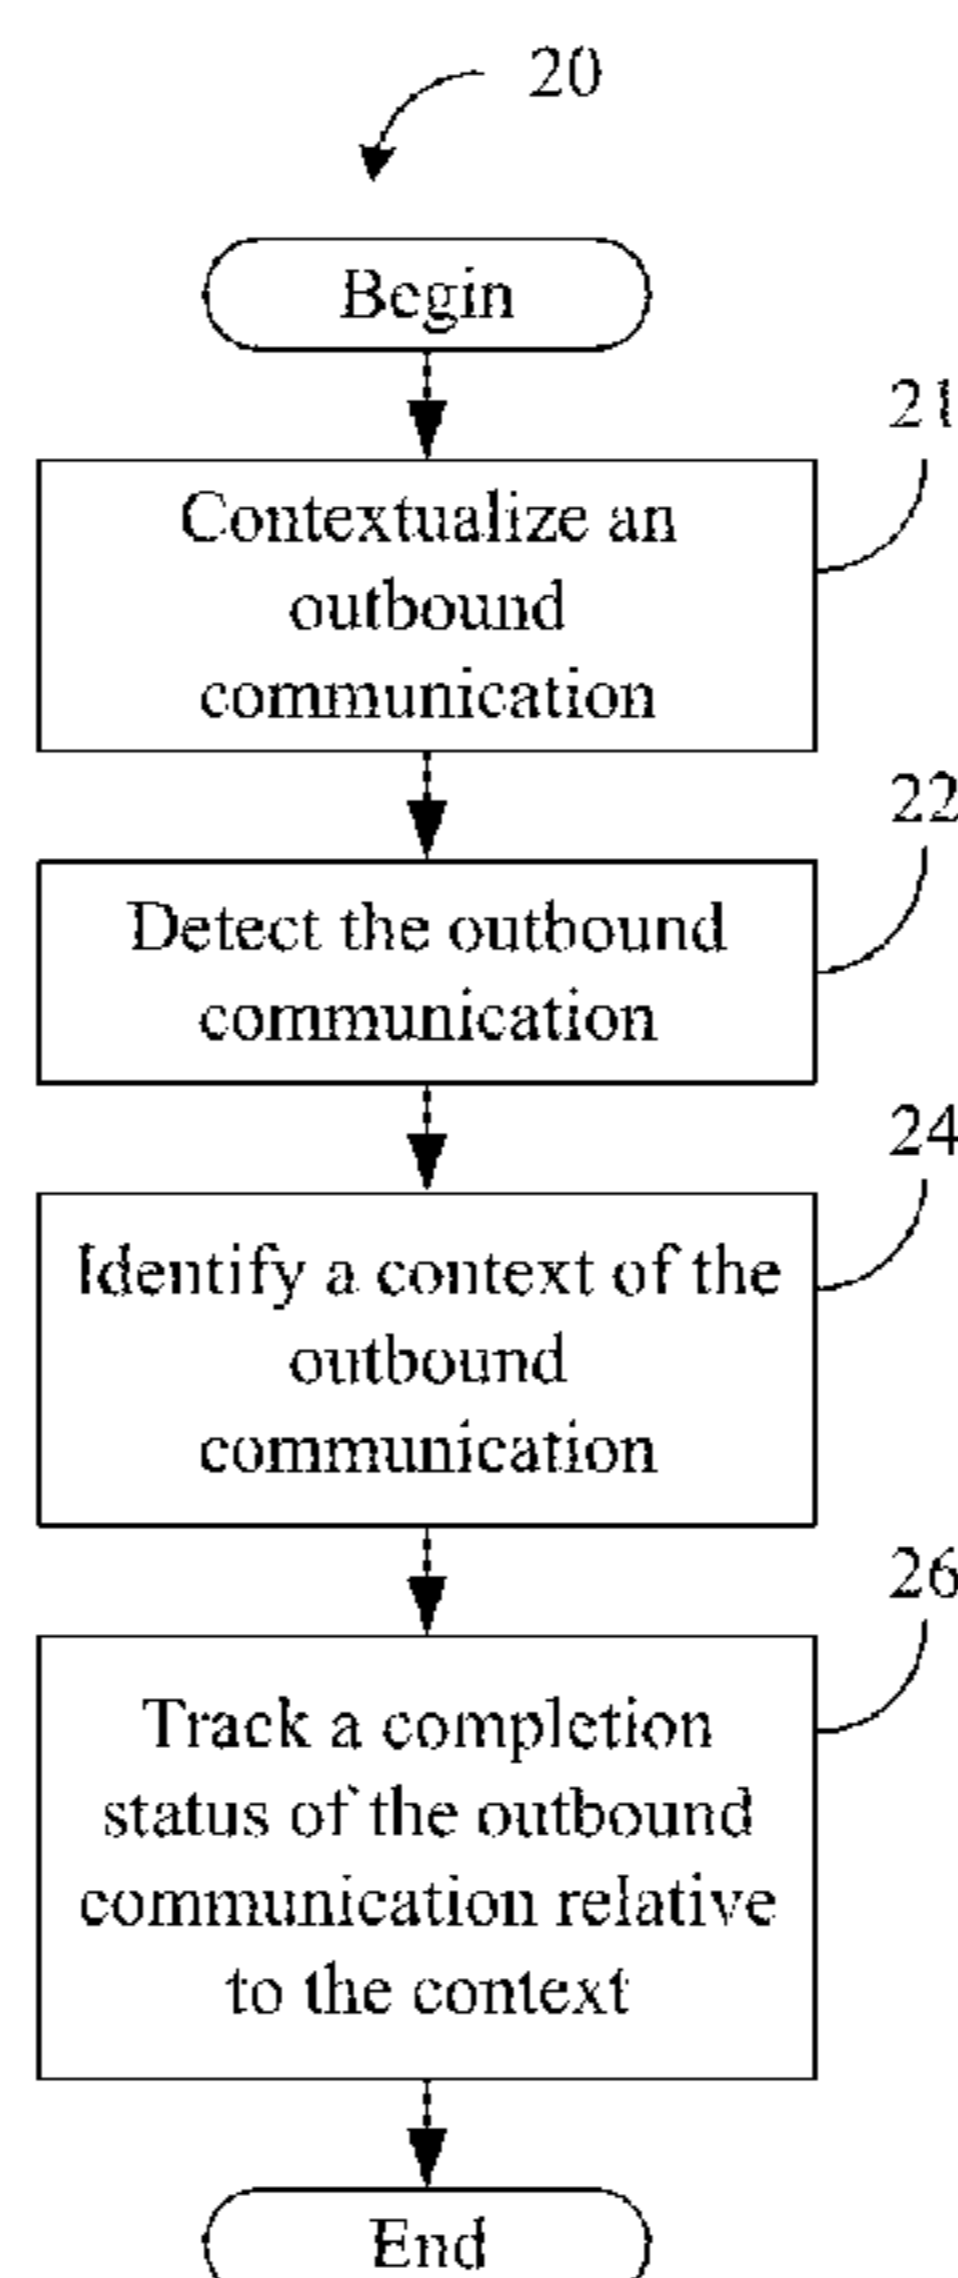 20
Begin
21
Contextualize an
outbound
communication
22
Detect the outbound
communication
24
Identify a context of the
outbound
communication
26
Track a completion
status of the outbound
communication relative
to the context
End